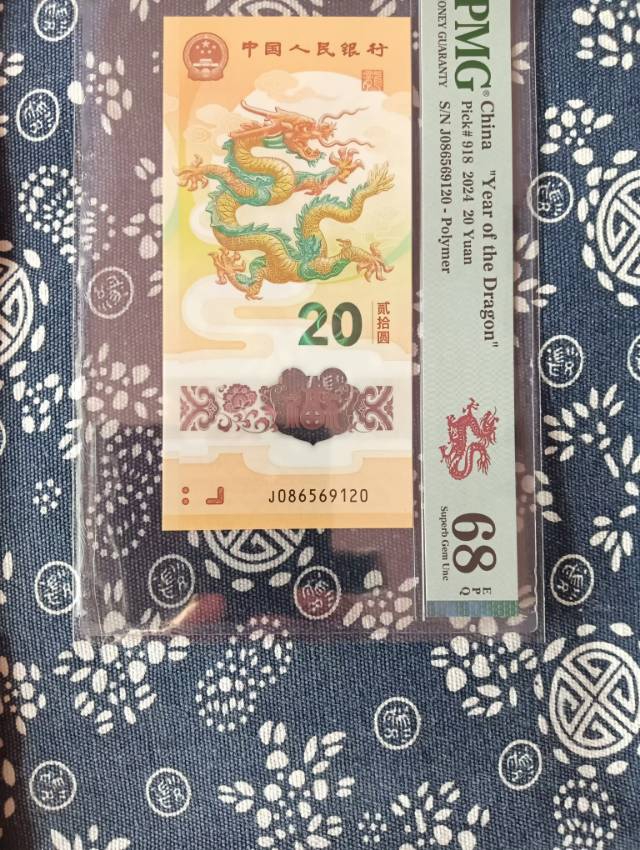 中国人民银行
20
贰拾圆
福
J086569120
PMG
ONEY GUARANTY
China "Year of the Dragon"
Pick# 918 2024 20 Yuan
S/N J086569120 - Polymer
68
EPQ
Superb Gem Unc